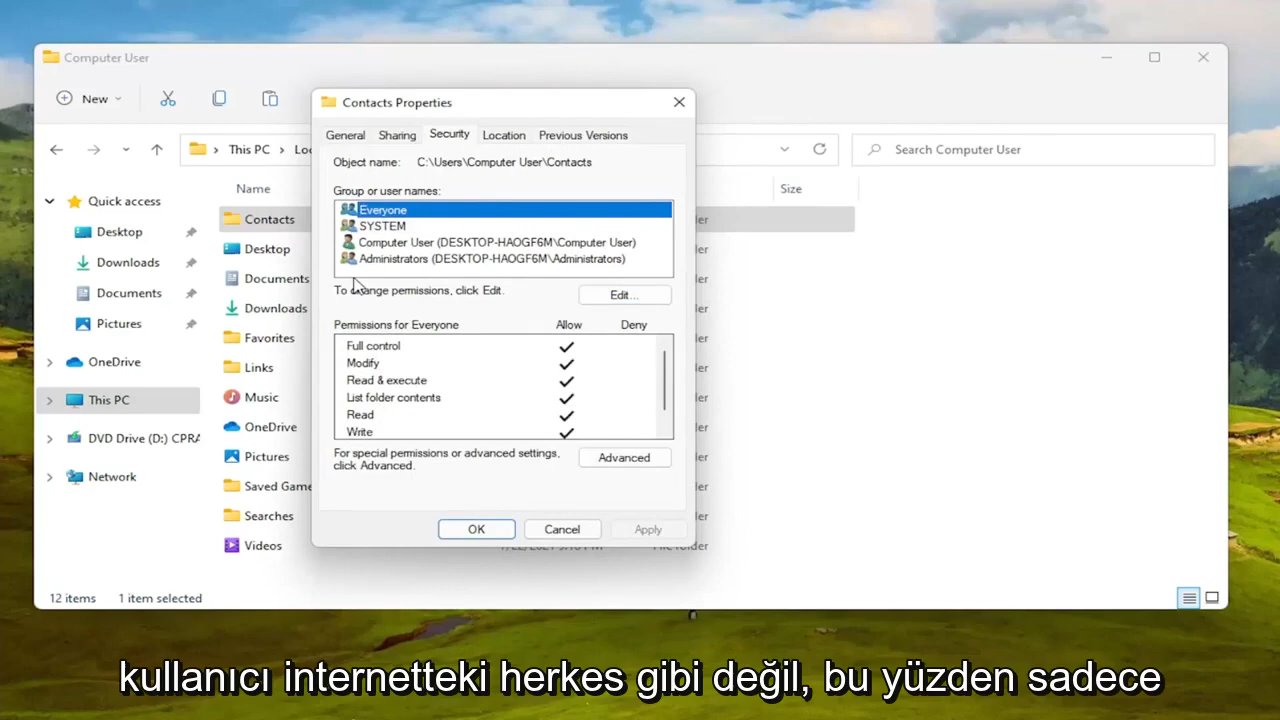 Computer User
New
This PC
Lo
Search Computer User
Name
Size
Quick access
Desktop
Downloads
Documents
Pictures
OneDrive
This PC
DVD Drive (D:) CPRA
Network
Contacts
Desktop
Documents
Downloads
Favorites
Links
Music
OneDrive
Pictures
Saved Game
Searches
Videos
Contacts Properties
General Sharing Security Location Previous Versions
Object name: C:\Users\Computer User\Contacts
Group or user names:
Everyone
SYSTEM
Computer User (DESKTOP-HAOGF6M\Computer User)
Administrators (DESKTOP-HAOGF6M\Administrators)
To change permissions, click Edit.
Edit...
Permissions for Everyone Allow Deny
Full control
Modify
Read & execute
List folder contents
Read
Write
For special permissions or advanced settings,
click Advanced.
Advanced
OK Cancel Apply
12 items 1 item selected
kullanıcı internetteki herkes gibi değil, bu yüzden sadece